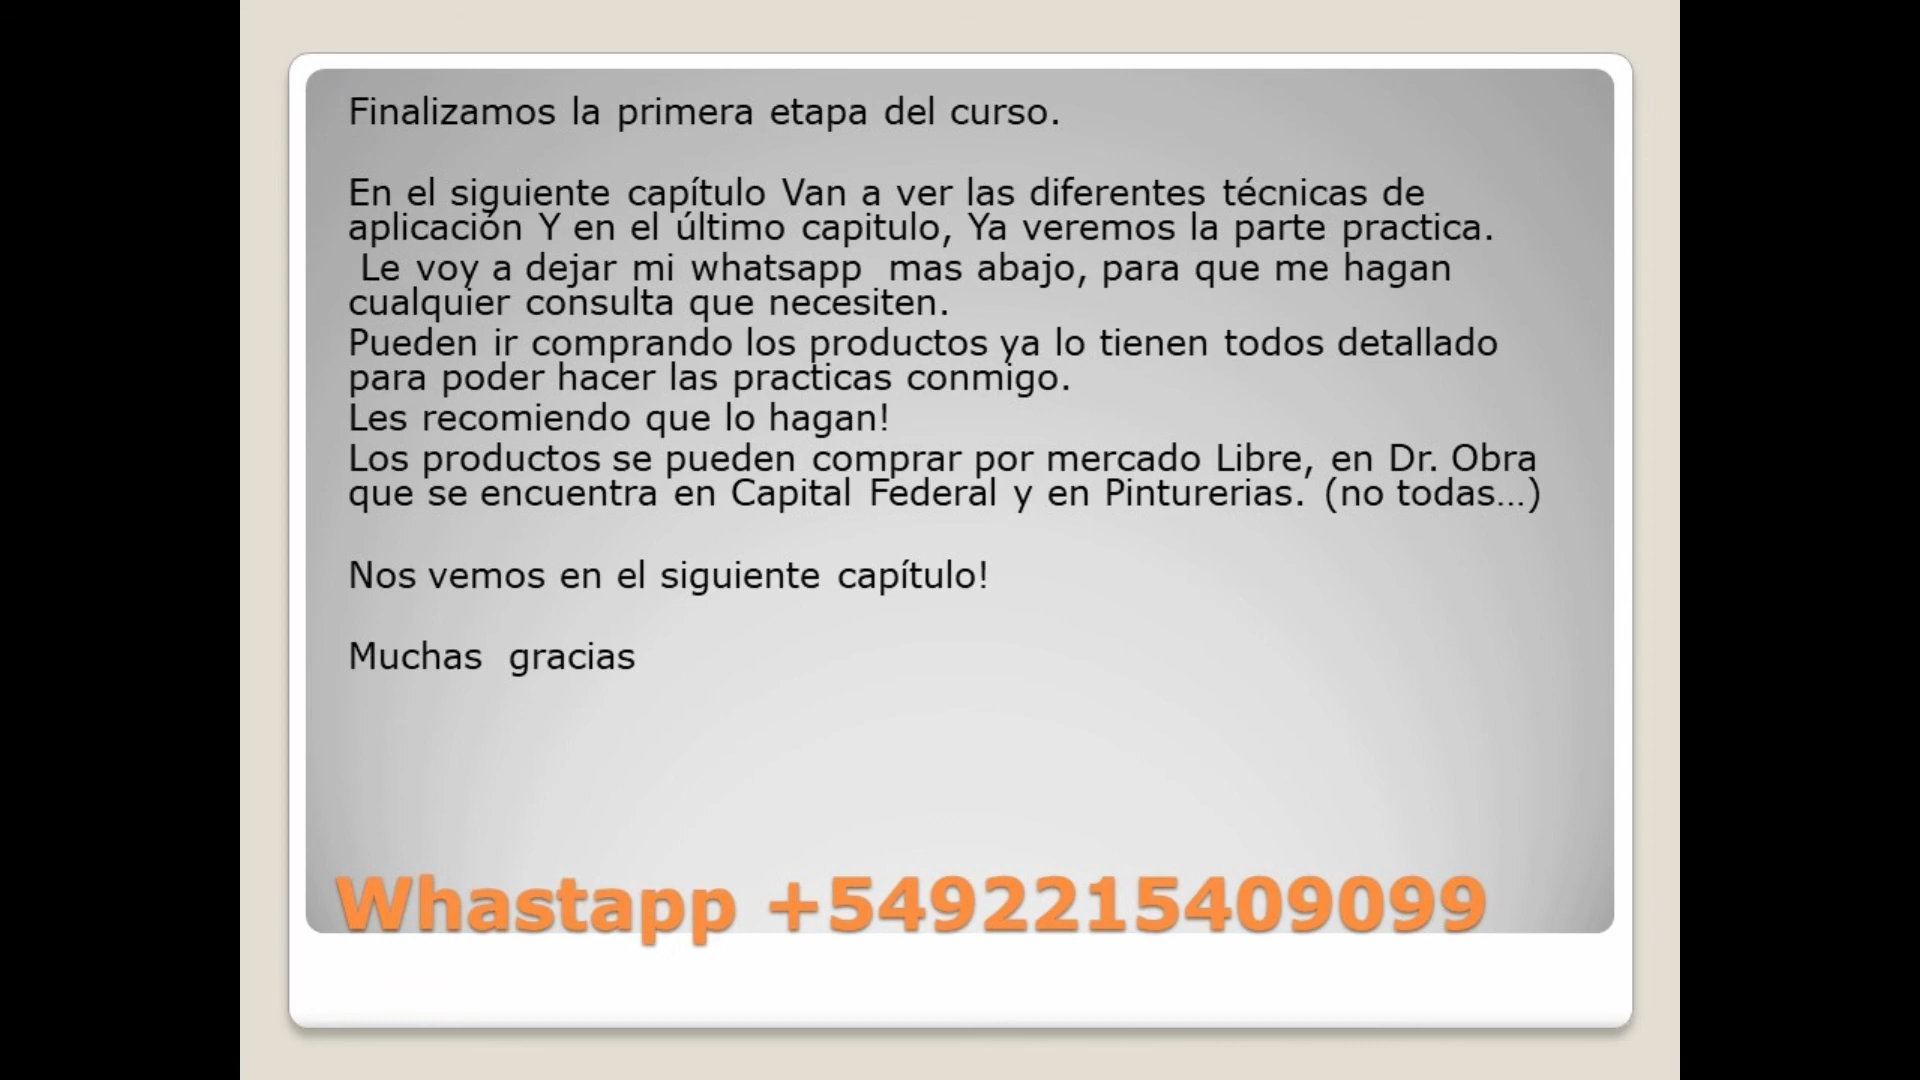 Finalizamos la primera etapa del curso.
En el siguiente capítulo Van a ver las diferentes técnicas de
aplicación Y en el último capitulo, Ya veremos la parte practica.
Le voy a dejar mi whatsapp  mas abajo, para que me hagan
cualquier consulta que necesiten.
Pueden ir comprando los productos ya lo tienen todos detallado
para poder hacer las practicas conmigo.
Les recomiendo que lo hagan!
Los productos se pueden comprar por mercado Libre, en Dr. Obra
que se encuentra en Capital Federal y en Pinturerias. (no todas…)
Nos vemos en el siguiente capítulo!
Muchas  gracias
Whastapp +5492215409099